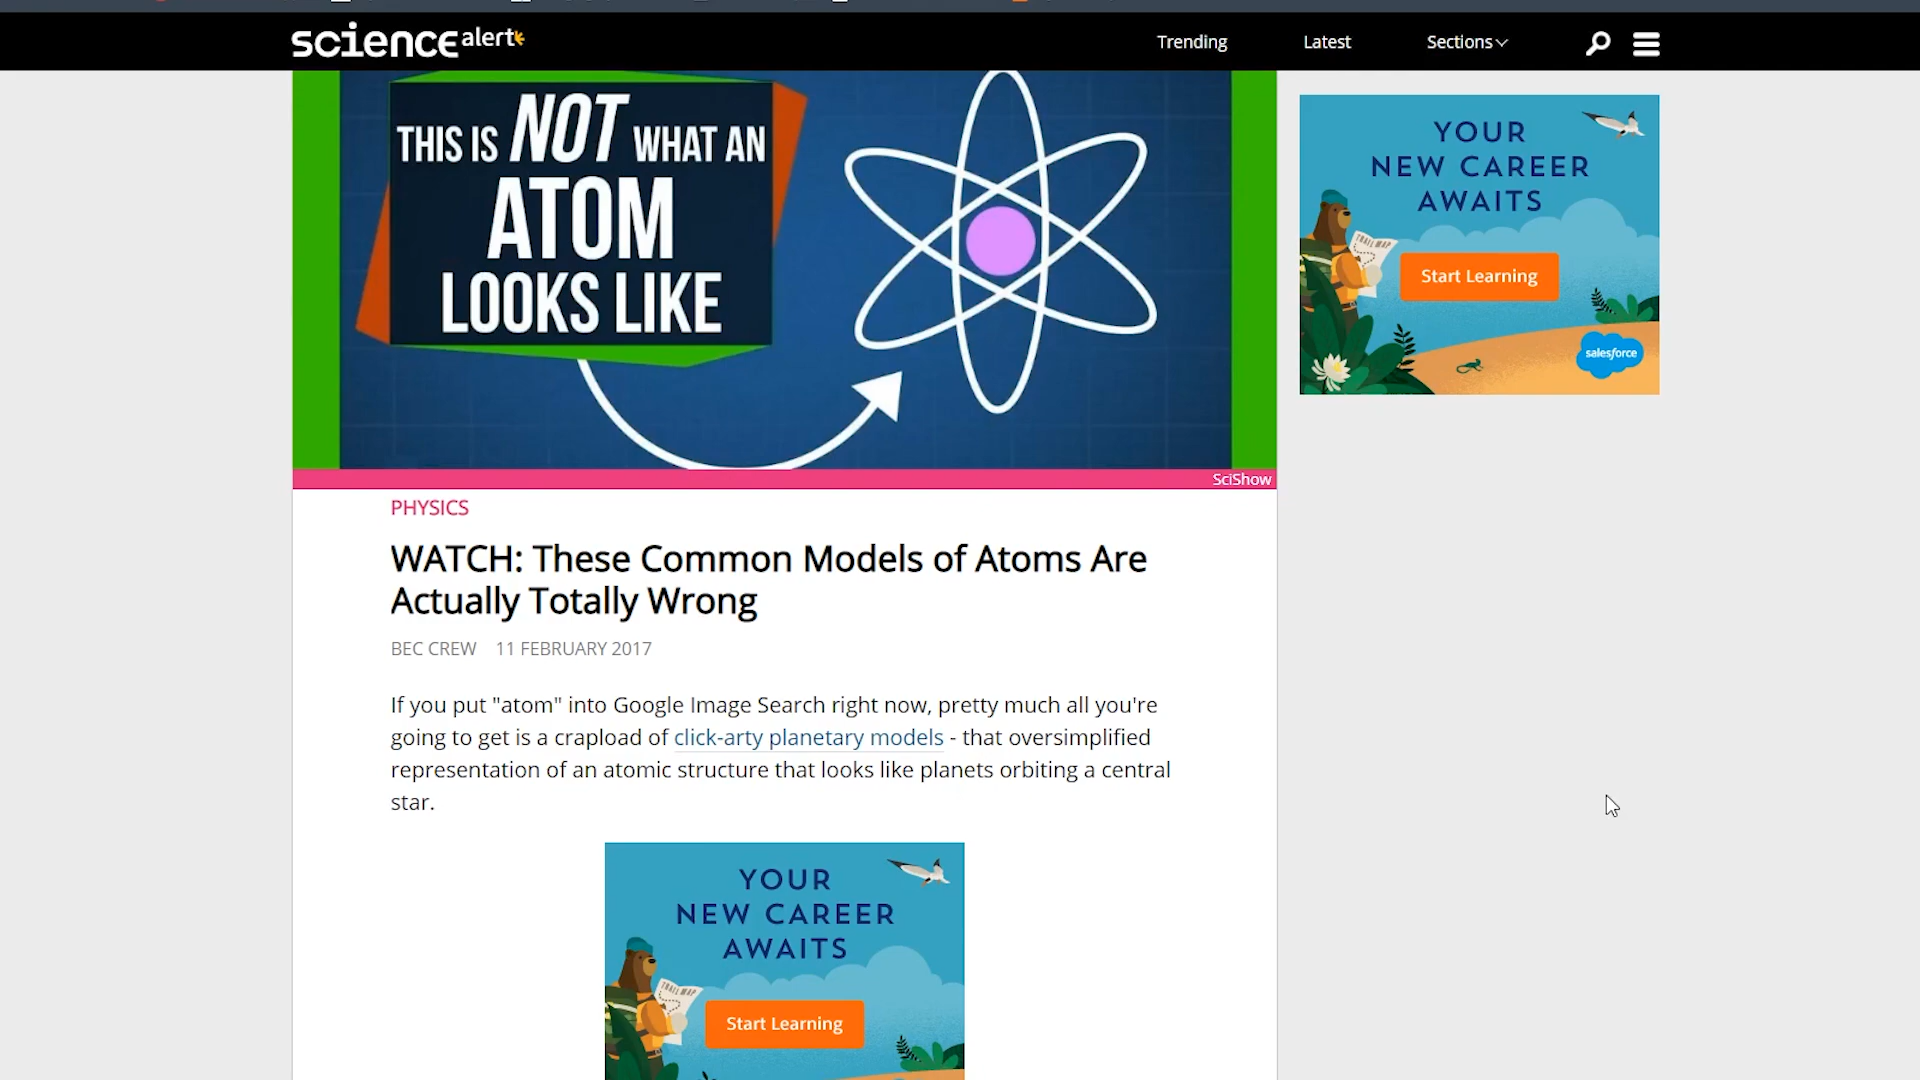 sciencealert
Trending
Latest
Sections
THIS IS NOT WHAT AN
ATOM
LOOKS LIKE
SciShow
YOUR
NEW CAREER
AWAITS
TRAIL MAP
Start Learning
salesforce
PHYSICS
WATCH: These Common Models of Atoms Are
Actually Totally Wrong
BEC CREW 11 FEBRUARY 2017
If you put "atom" into Google Image Search right now, pretty much all you're
going to get is a crapload of click-arty planetary models - that oversimplified
representation of an atomic structure that looks like planets orbiting a central
star.
YOUR
NEW CAREER
AWAITS
TRAIL MAP
Start Learning